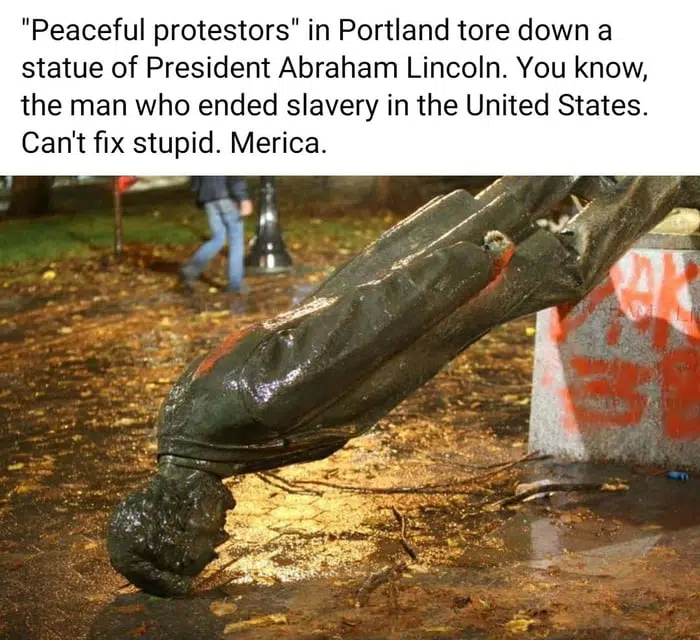 "Peaceful protestors" in Portland tore down a
statue of President Abraham Lincoln. You know,
the man who ended slavery in the United States.
Can't fix stupid. Merica.